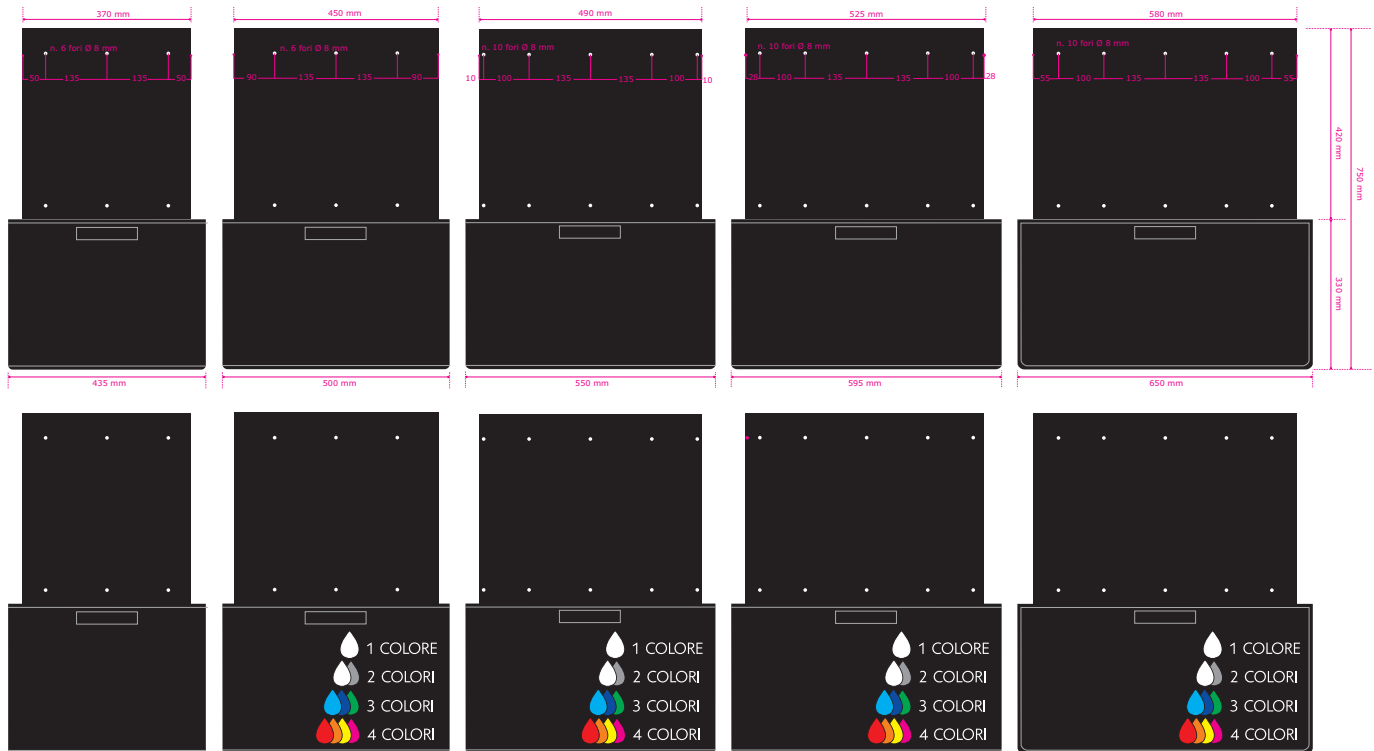 370 mm
450 mm
490 mm
525 mm
580 mm
n. 6 fori Ø 8 mm
n. 6 fori Ø 8 mm
n. 10 fori Ø 8 mm
n. 10 fori Ø 8 mm
n. 10 fori Ø 8 mm
50 135 135 50
90 135 135 90
10 100 135 135 100 10
28 100 135 135 100 28
55 100 135 135 100 55
420 mm
750 mm
330 mm
435 mm
500 mm
550 mm
595 mm
650 mm
1 COLORE
2 COLORI
3 COLORI
4 COLORI
1 COLORE
2 COLORI
3 COLORI
4 COLORI
1 COLORE
2 COLORI
3 COLORI
4 COLORI
1 COLORE
2 COLORI
3 COLORI
4 COLORI